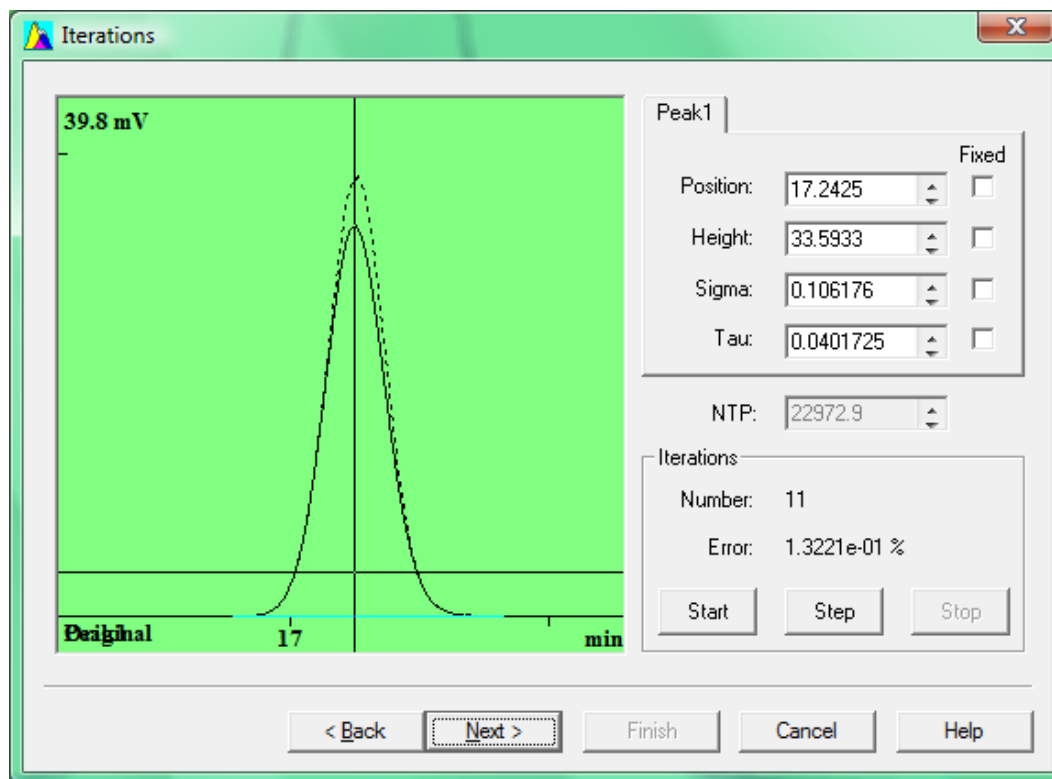 Iterations
39.8 mV
17
min
Peak1
Fixed
Position: 17.2425
Height: 33.5933
Sigma: 0.106176
Tau: 0.0401725
NTP: 22972.9
Iterations
Number: 11
Error: 1.3221e-01 %
Start Step Stop
< Back Next > Finish Cancel Help